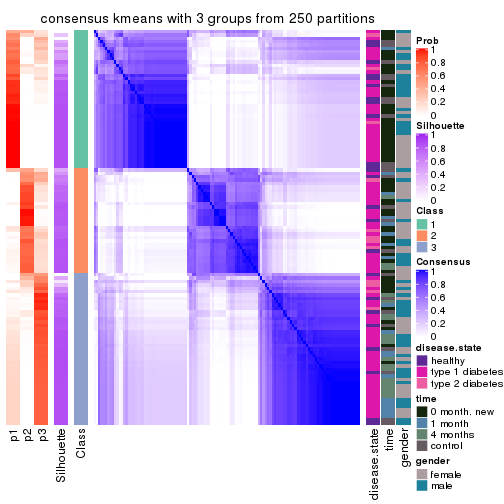 consensus kmeans with 3 groups from 250 partitions
Prob
1
0.8
0.6
0.4
0.2
0
Silhouette
1
0.8
0.6
0.4
0.2
0
Class
1
2
3
Consensus
1
0.8
0.6
0.4
0.2
0
disease.state
healthy
type 1 diabetes
type 2 diabetes
time
0 month, new
1 month
4 months
control
gender
female
male
p1
p2
p3
Silhouette
Class
disease.state
time
gender